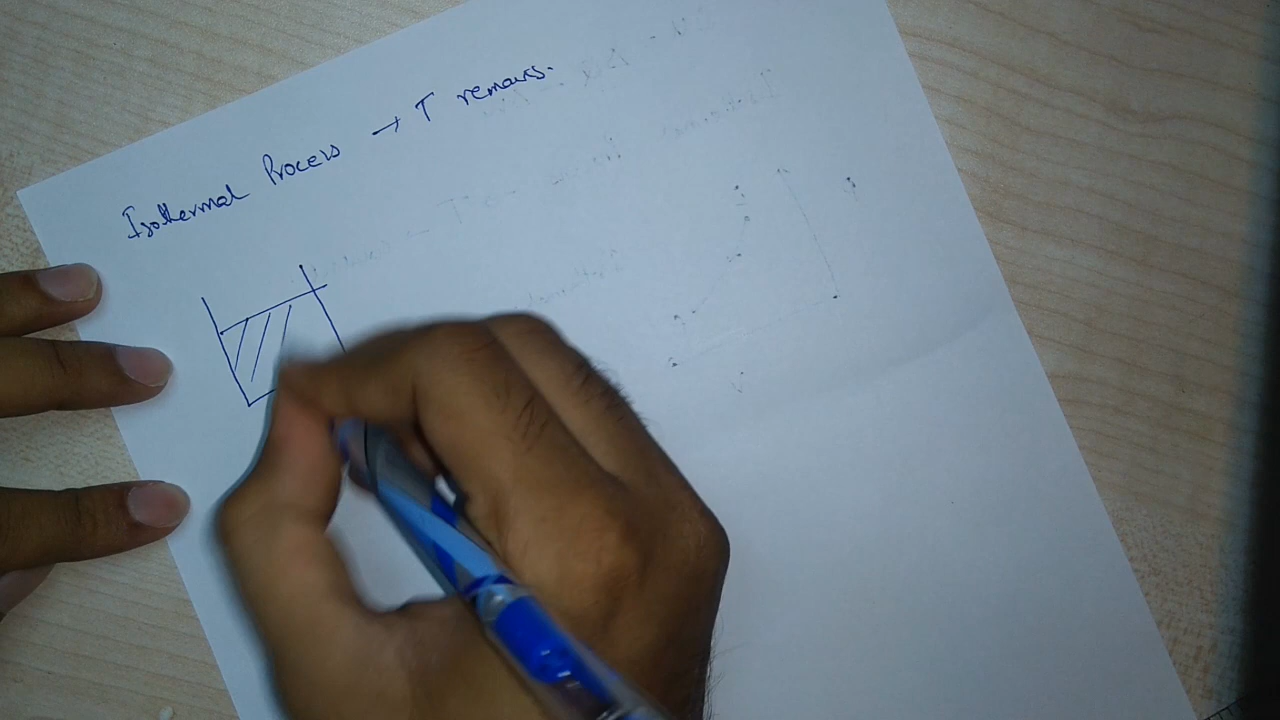 Isothermal Process → T remains.